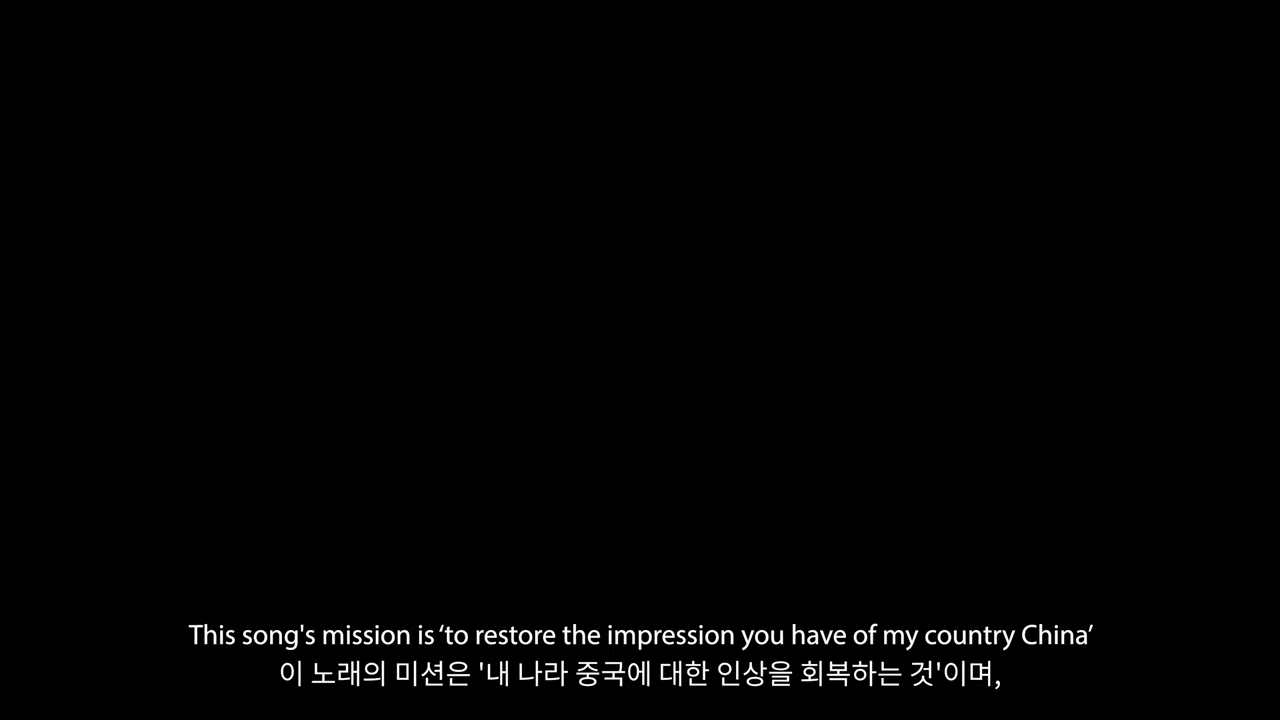 This song's mission is ‘to restore the impression you have of my country China’
이 노래의 미션은 '내 나라 중국에 대한 인상을 회복하는 것'이며,